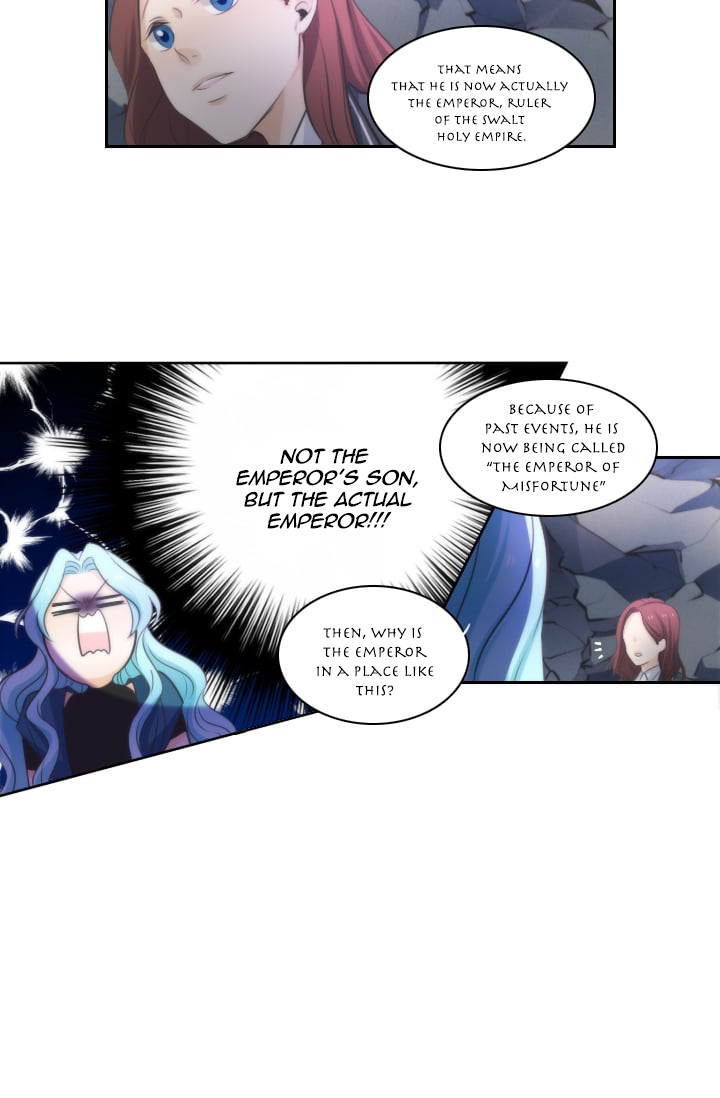 THAT MEANS
THAT HE IS NOW ACTUALLY
THE EMPEROR, RULER
OF THE SWALT
HOLY EMPIRE.
NOT THE
EMPEROR'S SON,
BUT THE ACTUAL
EMPEROR!!!
BECAUSE OF
PAST EVENTS, HE IS
NOW BEING CALLED
"THE EMPEROR OF
MISFORTUNE"
THEN, WHY IS
THE EMPEROR
IN A PLACE LIKE
THIS?